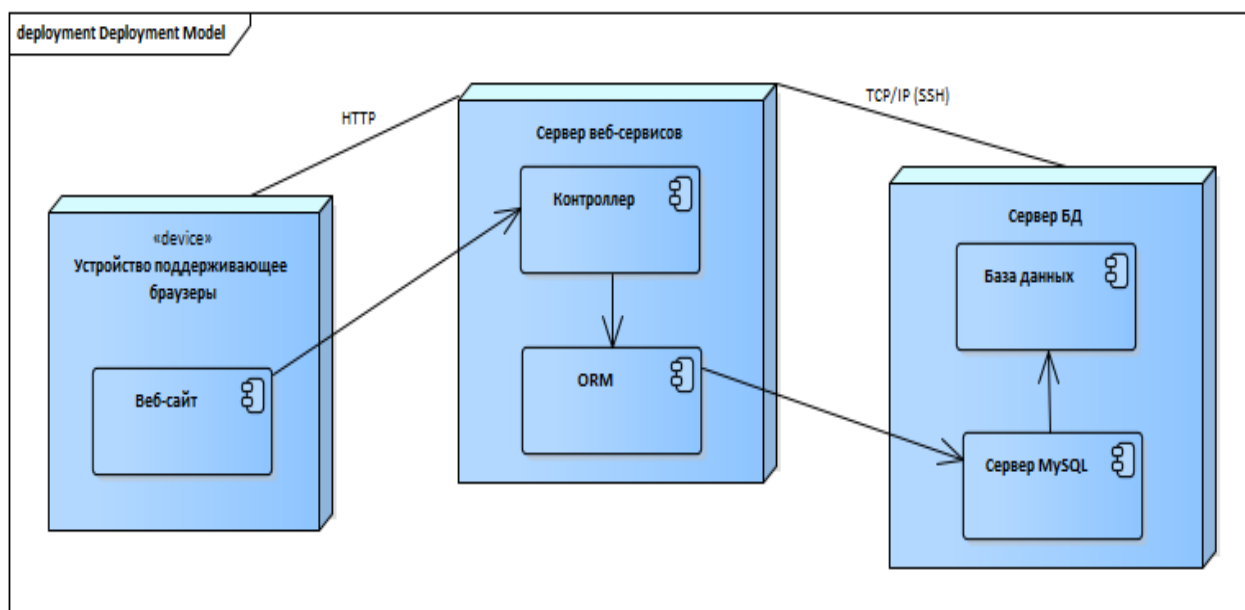 deployment Deployment Model
HTTP
TCP/IP (SSH)
«device»
Устройство поддерживающее
браузеры
Веб-сайт
Сервер веб-сервисов
Контроллер
ORM
Сервер БД
База данных
Сервер MySQL